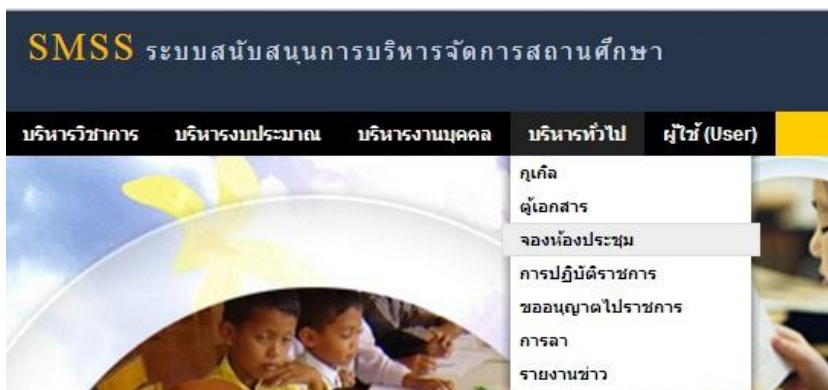 SMSS ระบบสนับสนุนการบริหารจัดการสถานศึกษา
บริหารวิชาการ บริหารงบประมาณ บริหารงานบุคคล บริหารทั่วไป ผู้ใช้ (User)
กูเกิล
ตู้เอกสาร
จองห้องประชุม
การปฏิบัติราชการ
ขออนุญาตไปราชการ
การลา
รายงานข่าว